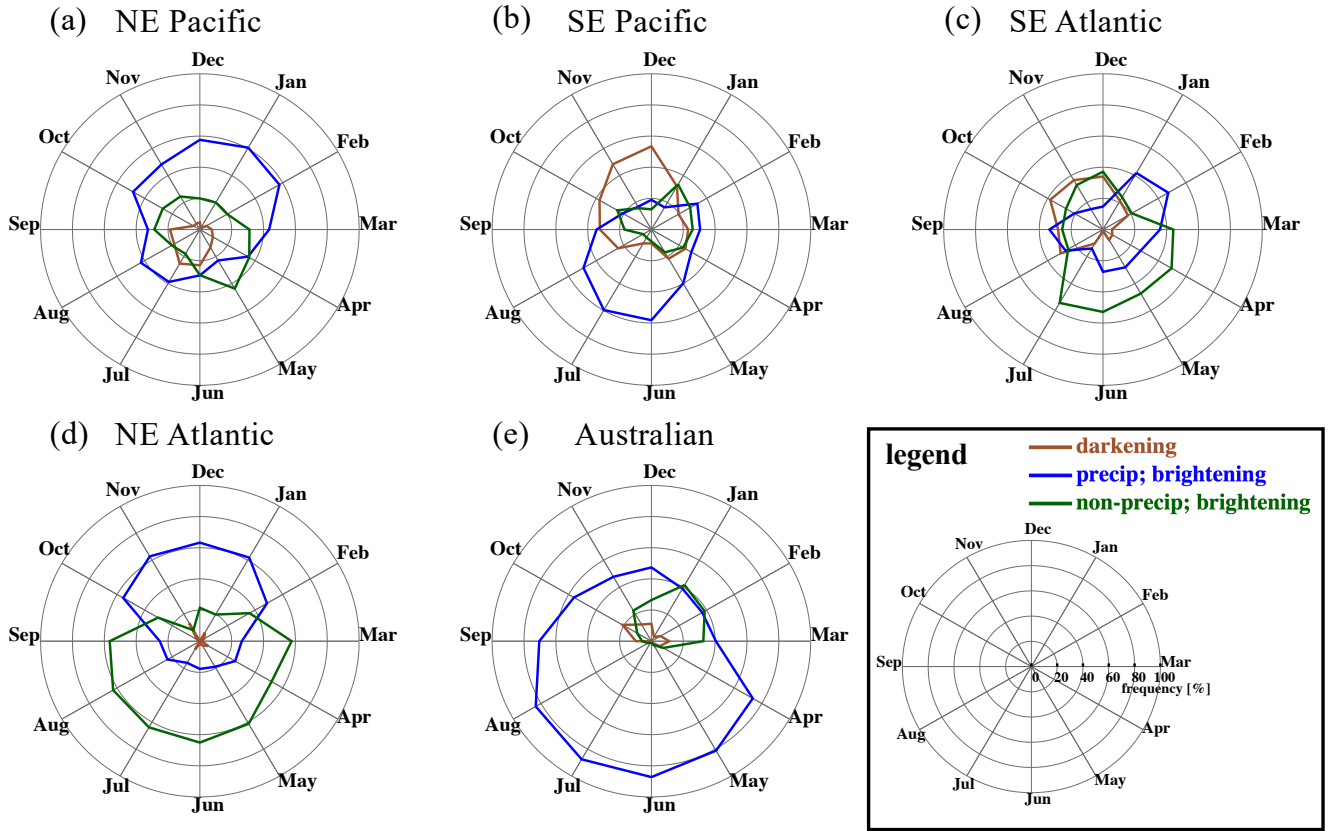 (a) NE Pacific
Dec
Nov
Jan
Oct
Feb
Sep
Mar
Aug
Apr
Jul
May
Jun
(b) SE Pacific
Dec
Nov
Jan
Oct
Feb
Sep
Mar
Aug
Apr
Jul
May
Jun
(c) SE Atlantic
Dec
Nov
Jan
Oct
Feb
Sep
Mar
Aug
Apr
Jul
May
Jun
(d) NE Atlantic
Dec
Nov
Jan
Oct
Feb
Sep
Mar
Aug
Apr
Jul
May
Jun
(e) Australian
Dec
Nov
Jan
Oct
Feb
Sep
Mar
Aug
Apr
Jul
May
Jun
legend
darkening
precip; brightening
non-precip; brightening
Dec
Nov
Jan
Oct
Feb
Sep
Mar
0 20 40 60 80 100
frequency [%]
Aug
Apr
Jul
May
Jun